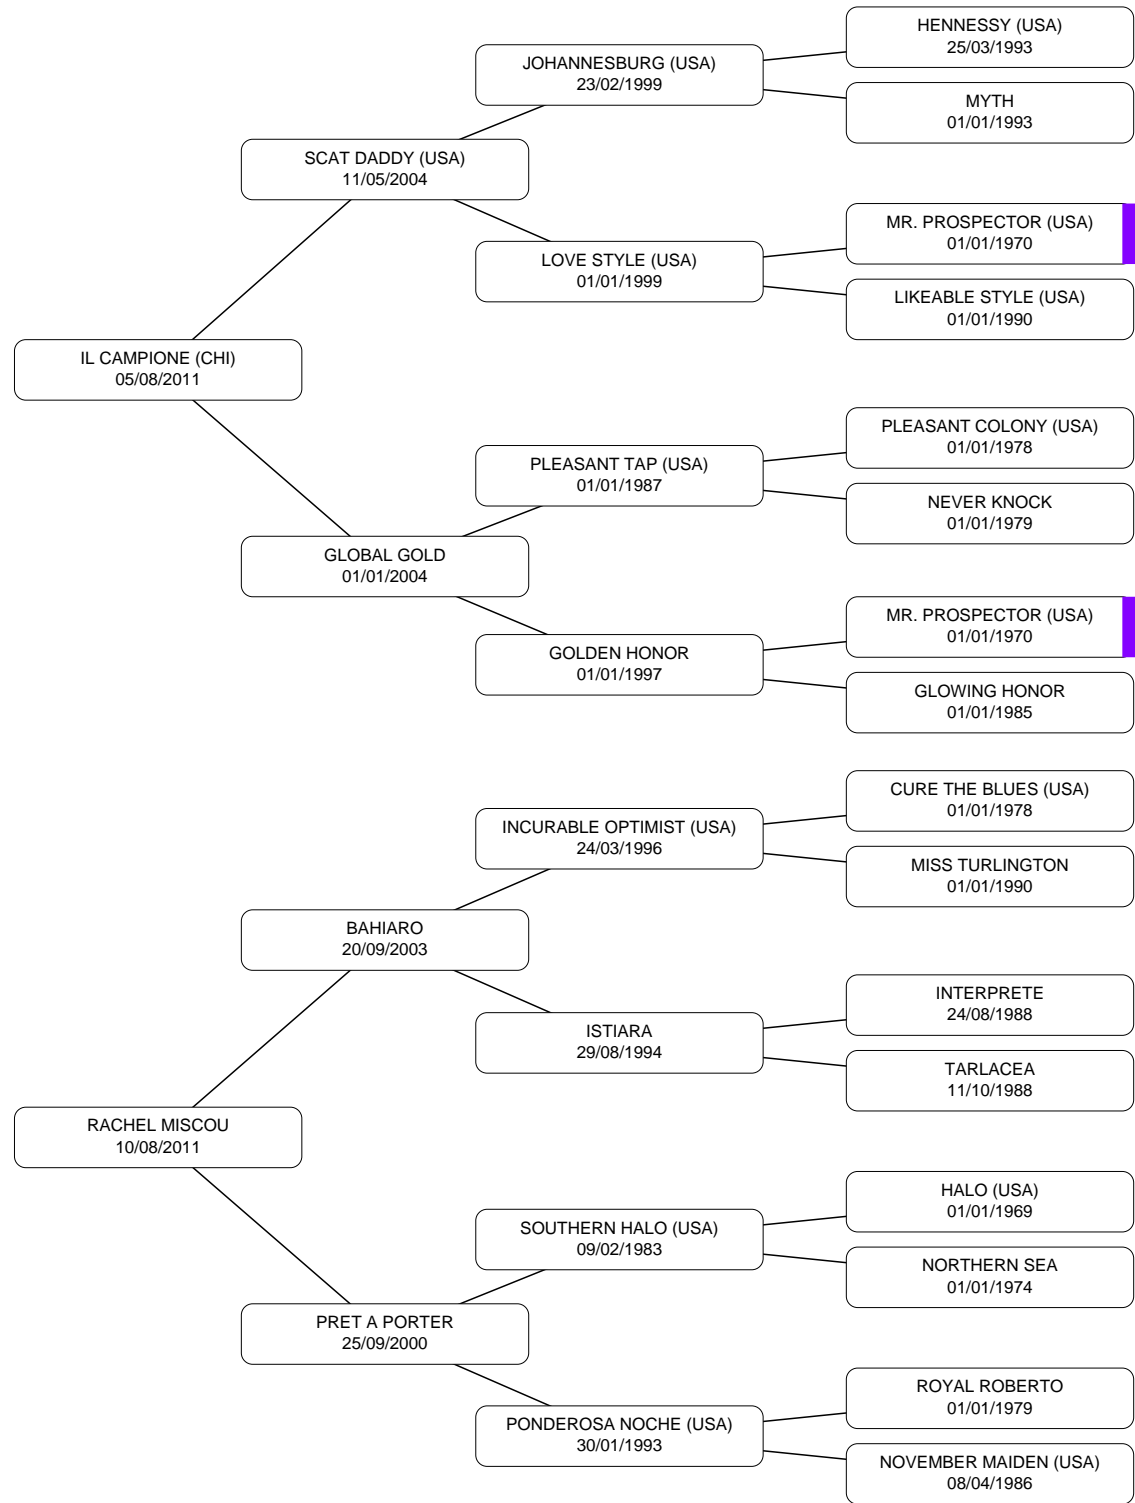 HENNESSY (USA)
25/03/1993
JOHANNESBURG (USA)
23/02/1999
MYTH
01/01/1993
SCAT DADDY (USA)
11/05/2004
MR. PROSPECTOR (USA)
01/01/1970
LOVE STYLE (USA)
01/01/1999
LIKEABLE STYLE (USA)
01/01/1990
IL CAMPIONE (CHI)
05/08/2011
PLEASANT COLONY (USA)
01/01/1978
PLEASANT TAP (USA)
01/01/1987
NEVER KNOCK
01/01/1979
GLOBAL GOLD
01/01/2004
MR. PROSPECTOR (USA)
01/01/1970
GOLDEN HONOR
01/01/1997
GLOWING HONOR
01/01/1985
CURE THE BLUES (USA)
01/01/1978
INCURABLE OPTIMIST (USA)
24/03/1996
MISS TURLINGTON
01/01/1990
BAHIARO
20/09/2003
INTERPRETE
24/08/1988
ISTIARA
29/08/1994
TARLACEA
11/10/1988
RACHEL MISCOU
10/08/2011
HALO (USA)
01/01/1969
SOUTHERN HALO (USA)
09/02/1983
NORTHERN SEA
01/01/1974
PRET A PORTER
25/09/2000
ROYAL ROBERTO
01/01/1979
PONDEROSA NOCHE (USA)
30/01/1993
NOVEMBER MAIDEN (USA)
08/04/1986